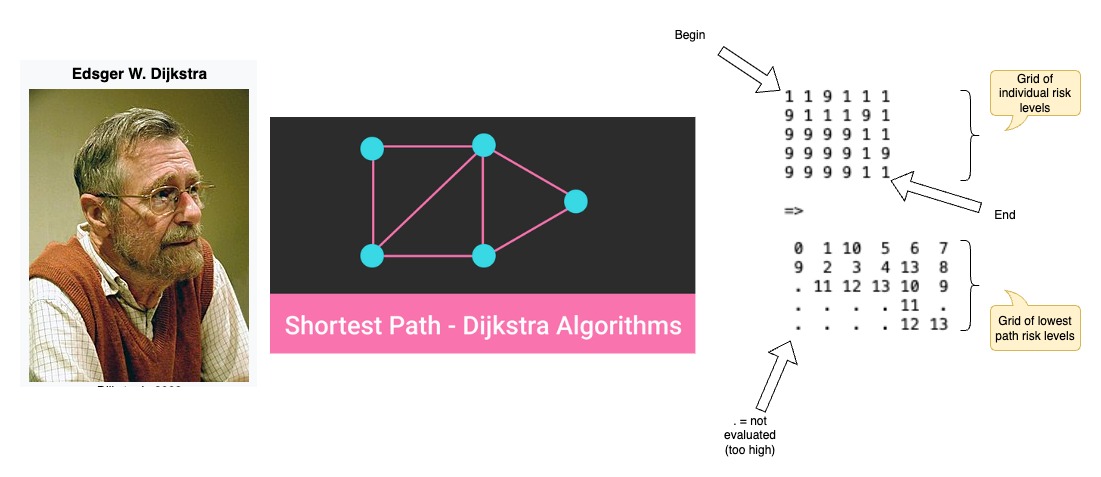 Edsger W. Dijkstra
Shortest Path - Dijkstra Algorithms
Begin
1 1 9 1 1 1
9 1 1 1 9 1
9 9 9 9 1 1
9 9 9 9 1 9
9 9 9 9 1 1
Grid of
individual risk
levels
End
=>
0 1 10 5 6 7
9 2 3 4 13 8
. 11 12 13 10 9
. . . . 11 .
. . . . 12 13
Grid of lowest
path risk levels
. = not
evaluated
(too high)